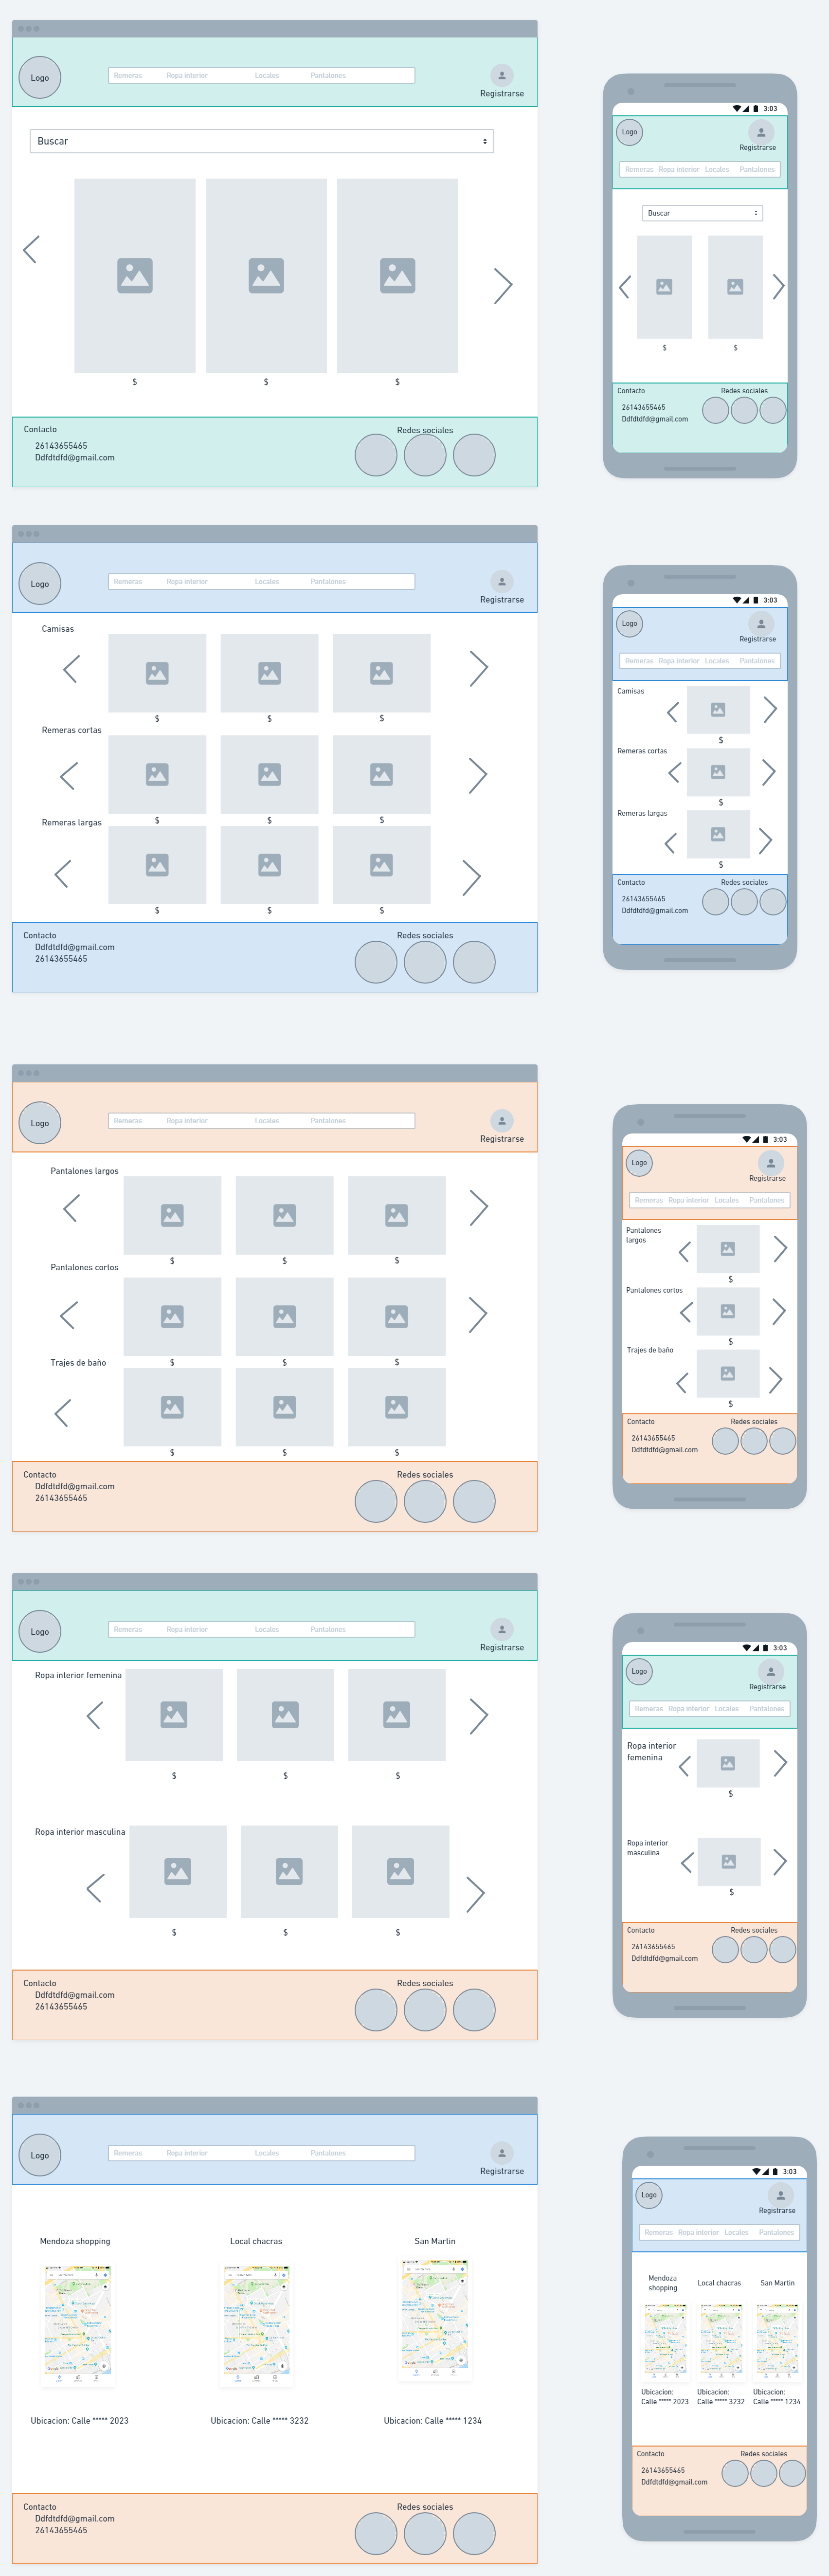 Logo
Remeras Ropa interior Locales Pantalones
Registrarse
Buscar
$ $ $
Contacto
26143655465
Ddfdtdfd@gmail.com
Redes sociales
3:03
Logo
Registrarse
Remeras Ropa interior Locales Pantalones
Buscar
$ $
Contacto
26143655465
Ddfdtdfd@gmail.com
Redes sociales
Logo
Remeras Ropa interior Locales Pantalones
Registrarse
Camisas
$ $ $
Remeras cortas
$ $ $
Remeras largas
$ $ $
Contacto
Ddfdtdfd@gmail.com
26143655465
Redes sociales
3:03
Logo
Registrarse
Remeras Ropa interior Locales Pantalones
Camisas
$
Remeras cortas
$
Remeras largas
$
Contacto
26143655465
Ddfdtdfd@gmail.com
Redes sociales
Logo
Remeras Ropa interior Locales Pantalones
Registrarse
Pantalones largos
$ $ $
Pantalones cortos
$ $ $
Trajes de baño
$ $ $
Contacto
Ddfdtdfd@gmail.com
26143655465
Redes sociales
3:03
Logo
Registrarse
Remeras Ropa interior Locales Pantalones
Pantalones
largos
$
Pantalones cortos
$
Trajes de baño
$
Contacto
26143655465
Ddfdtdfd@gmail.com
Redes sociales
Logo
Remeras Ropa interior Locales Pantalones
Registrarse
Ropa interior femenina
$ $ $
Ropa interior masculina
$ $ $
Contacto
Ddfdtdfd@gmail.com
26143655465
Redes sociales
3:03
Logo
Registrarse
Remeras Ropa interior Locales Pantalones
Ropa interior
femenina
$
Ropa interior
masculina
$
Contacto
26143655465
Ddfdtdfd@gmail.com
Redes sociales
Logo
Remeras Ropa interior Locales Pantalones
Registrarse
Mendoza shopping
Local chacras
San Martin
Ubicacion: Calle ***** 2023
Ubicacion: Calle ***** 3232
Ubicacion: Calle ***** 1234
Contacto
Ddfdtdfd@gmail.com
26143655465
Redes sociales
3:03
Logo
Registrarse
Remeras Ropa interior Locales Pantalones
Mendoza
shopping
Local chacras
San Martin
Ubicacion:
Calle ***** 2023
Ubicacion:
Calle ***** 3232
Ubicacion:
Calle ***** 1234
Contacto
26143655465
Ddfdtdfd@gmail.com
Redes sociales